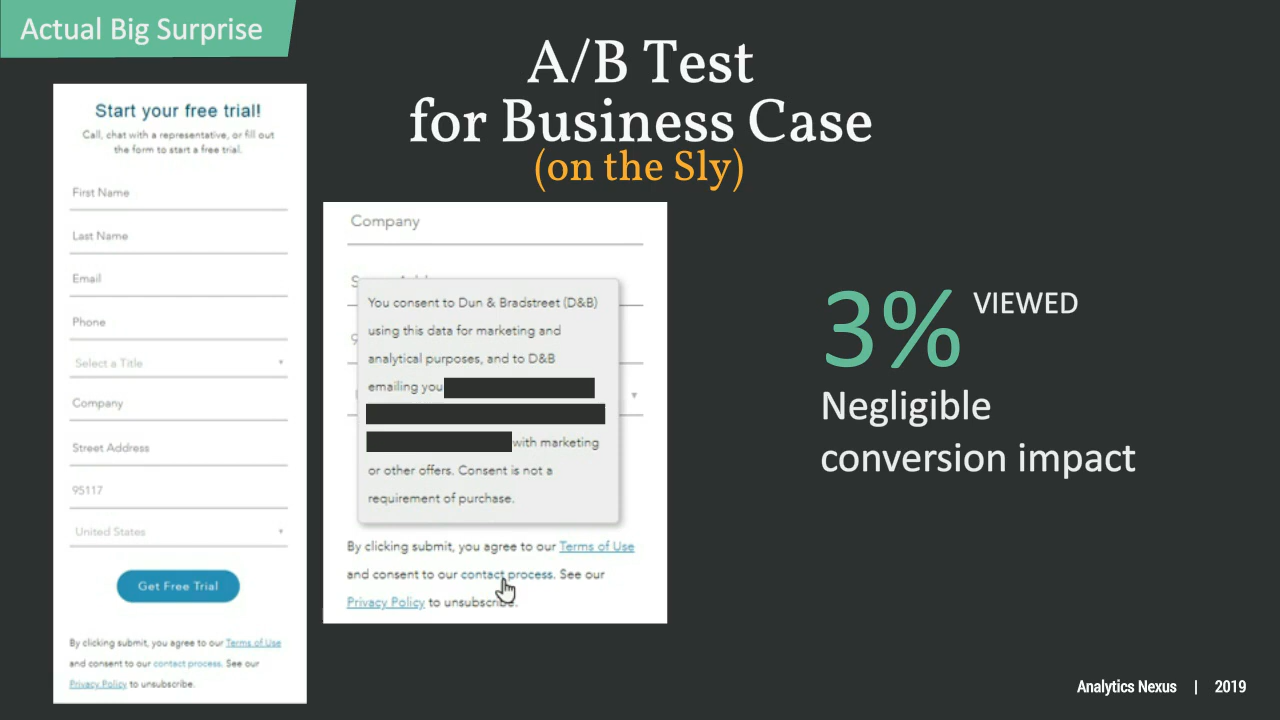 Actual Big Surprise
A/B Test
for Business Case
(on the Sly)
Start your free trial!
Call, chat with a representative, or fill out
the form to start a free trial.
First Name
Last Name
Email
Phone
Select a Title
Company
Street Address
95117
United States
Get Free Trial
By clicking submit, you agree to our Terms of Use
and consent to our contact process. See our
Privacy Policy to unsubscribe.
Company
You consent to Dun & Bradstreet (D&B)
using this data for marketing and
analytical purposes, and to D&B
emailing you
with marketing
or other offers. Consent is not a
requirement of purchase.
By clicking submit, you agree to our Terms of Use
and consent to our contact process. See our
Privacy Policy to unsubscribe.
3% VIEWED
Negligible
conversion impact
Analytics Nexus | 2019